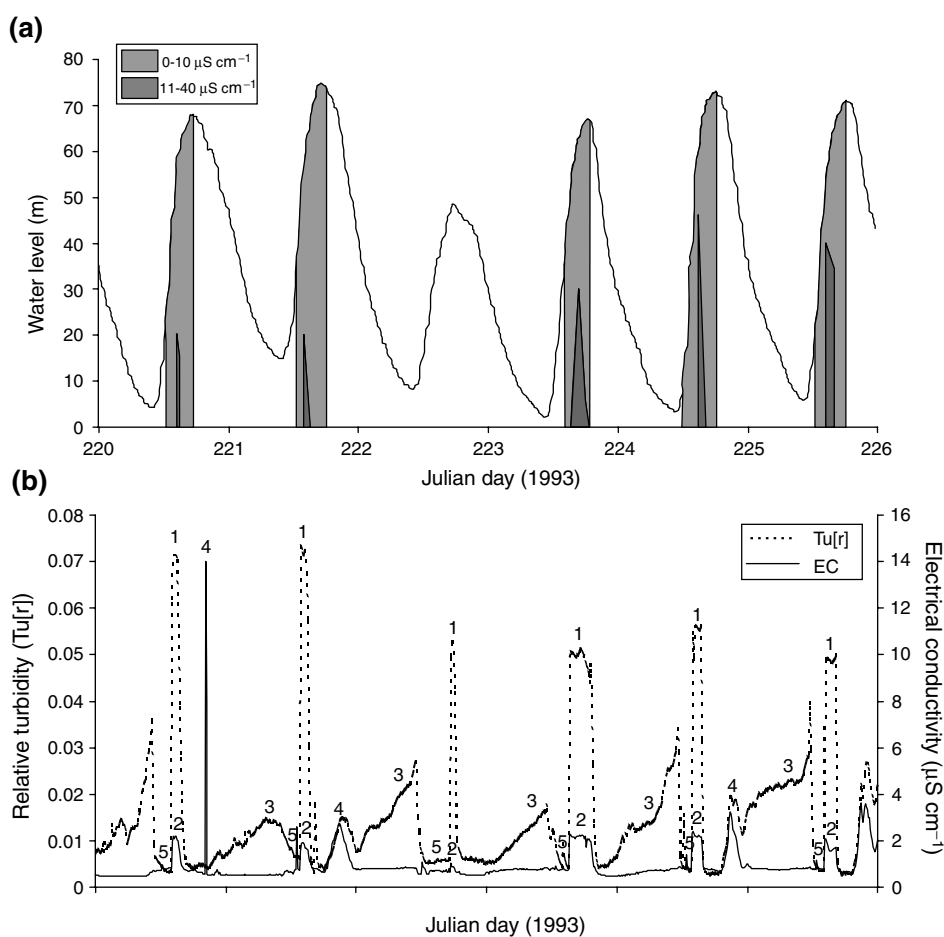 (a)
80
70
60
50
40
30
20
10
0
Water level (m)
0-10 μS cm⁻¹
11-40 μS cm⁻¹
220 221 222 223 224 225 226
Julian day (1993)
(b)
0.08
0.07
0.06
0.05
0.04
0.03
0.02
0.01
0
Relative turbidity (Tu[r])
Tu[r]
EC
1 4 1 1 1 1 1
5 2 3 5 2 4 3 5 2 3 5 2 3 5 2 4 3 5 2
16
14
12
10
8
6
4
2
0
Electrical conductivity (μS cm⁻¹)
Julian day (1993)